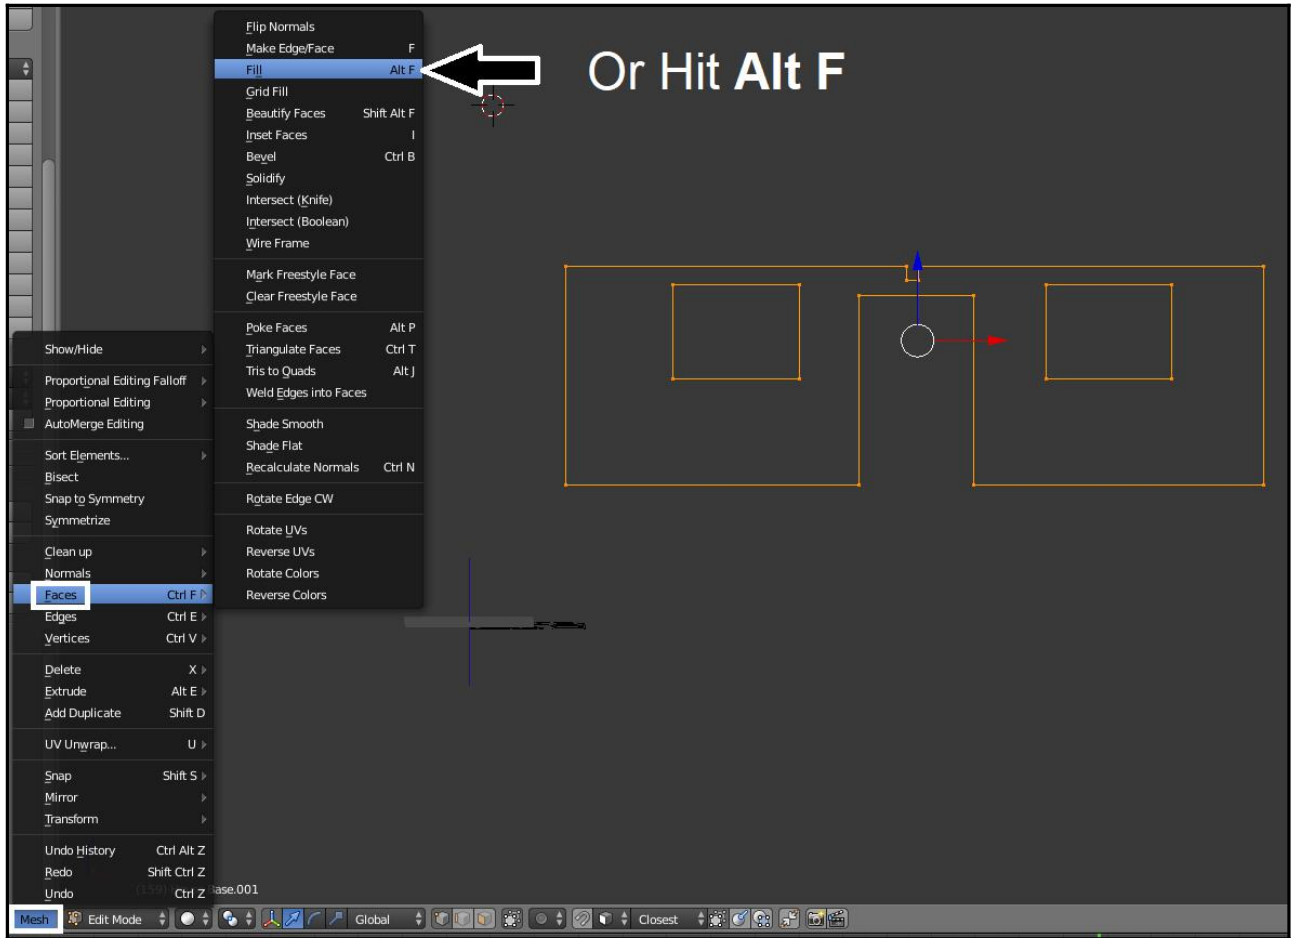 Flip Normals
Make Edge/Face F
Fill Alt F
Grid Fill
Beautify Faces Shift Alt F
Inset Faces I
Bevel Ctrl B
Solidify
Intersect (Knife)
Intersect (Boolean)
Wire Frame
Mark Freestyle Face
Clear Freestyle Face
Poke Faces Alt P
Triangulate Faces Ctrl T
Tris to Quads Alt J
Weld Edges into Faces
Shade Smooth
Shade Flat
Recalculate Normals Ctrl N
Rotate Edge CW
Rotate UVs
Reverse UVs
Rotate Colors
Reverse Colors
Or Hit Alt F
Show/Hide
Proportional Editing Falloff
Proportional Editing
AutoMerge Editing
Sort Elements...
Bisect
Snap to Symmetry
Symmetrize
Clean up
Normals
Faces Ctrl F
Edges Ctrl E
Vertices Ctrl V
Delete X
Extrude Alt E
Add Duplicate Shift D
UV Unwrap... U
Snap Shift S
Mirror
Transform
Undo History Ctrl Alt Z
Redo Shift Ctrl Z
Undo Ctrl Z
Base.001
Mesh Edit Mode Global Closest